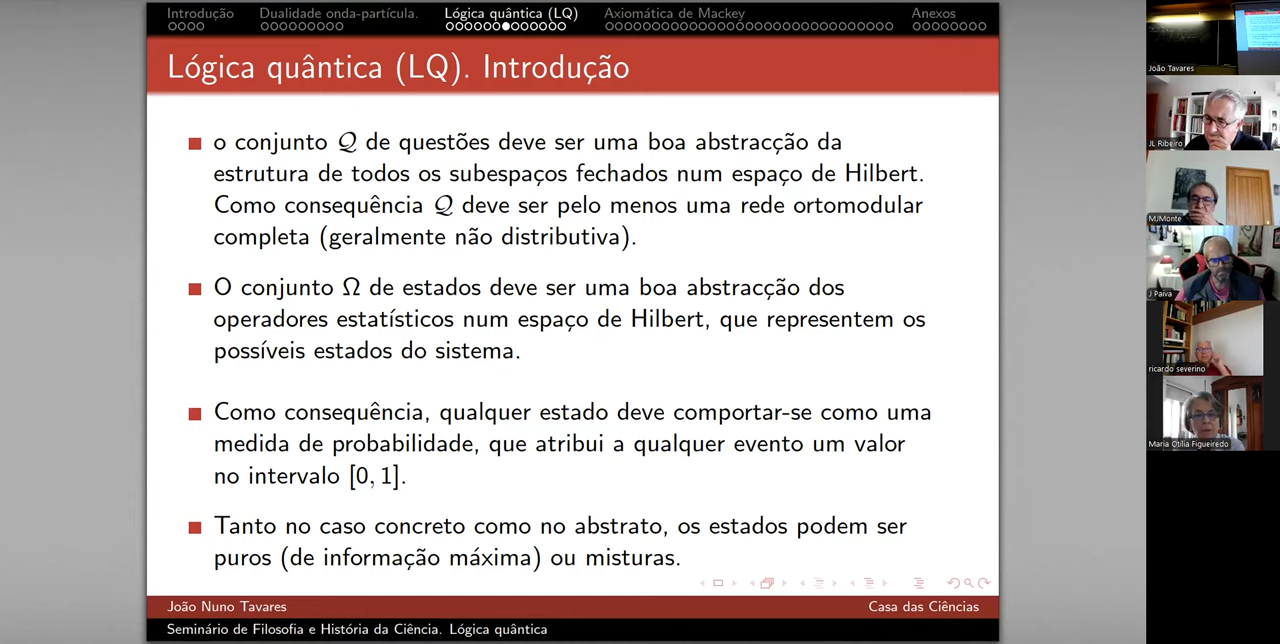 Introdução
Dualidade onda-partícula.
Lógica quântica (LQ)
Axiomática de Mackey
Anexos
Lógica quântica (LQ). Introdução
o conjunto 𝒬 de questões deve ser uma boa abstracção da
estrutura de todos os subespaços fechados num espaço de Hilbert.
Como consequência 𝒬 deve ser pelo menos uma rede ortomodular
completa (geralmente não distributiva).
O conjunto Ω de estados deve ser uma boa abstracção dos
operadores estatísticos num espaço de Hilbert, que representem os
possíveis estados do sistema.
Como consequência, qualquer estado deve comportar-se como uma
medida de probabilidade, que atribui a qualquer evento um valor
no intervalo [0, 1].
Tanto no caso concreto como no abstrato, os estados podem ser
puros (de informação máxima) ou misturas.
João Nuno Tavares
Casa das Ciências
Seminário de Filosofia e História da Ciência. Lógica quântica
João Tavares
JL Ribeiro
MJMonte
J Paiva
ricardo severino
Maria Otília Figueiredo